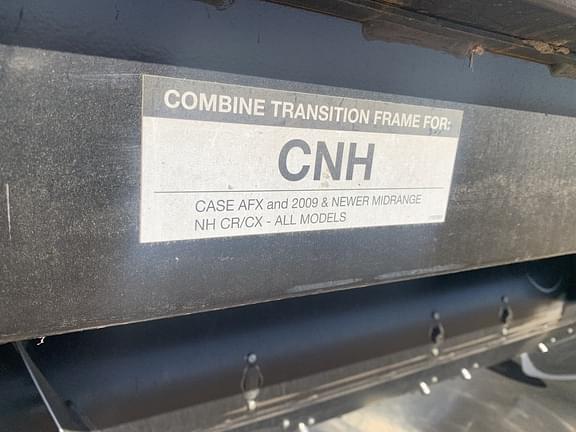 COMBINE TRANSITION FRAME FOR:
CNH
CASE AFX and 2009 & NEWER MIDRANGE
NH CR/CX - ALL MODELS